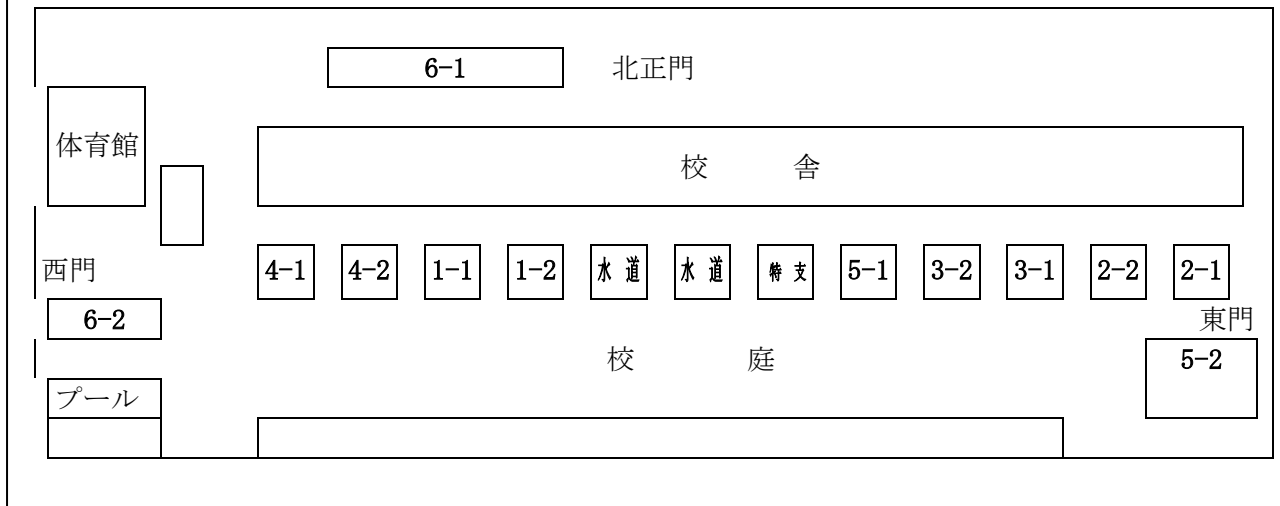 6-1 北正門
体育館
校 舎
西門
4-1 4-2 1-1 1-2 水道 水道 特支 5-1 3-2 3-1 2-2 2-1
6-2
東門
校 庭
5-2
プール